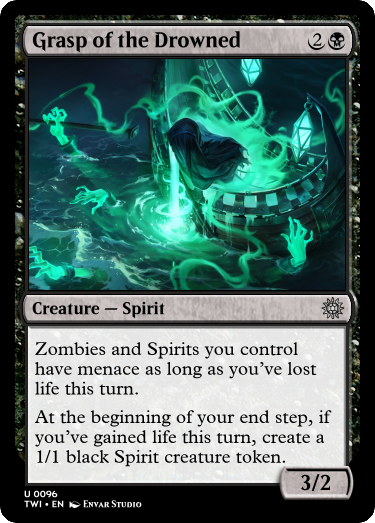 Grasp of the Drowned 2
Creature — Spirit
Zombies and Spirits you control
have menace as long as you've lost
life this turn.
At the beginning of your end step, if
you've gained life this turn, create a
1/1 black Spirit creature token.
3/2
U 0096
TWI • EN Envar Studio